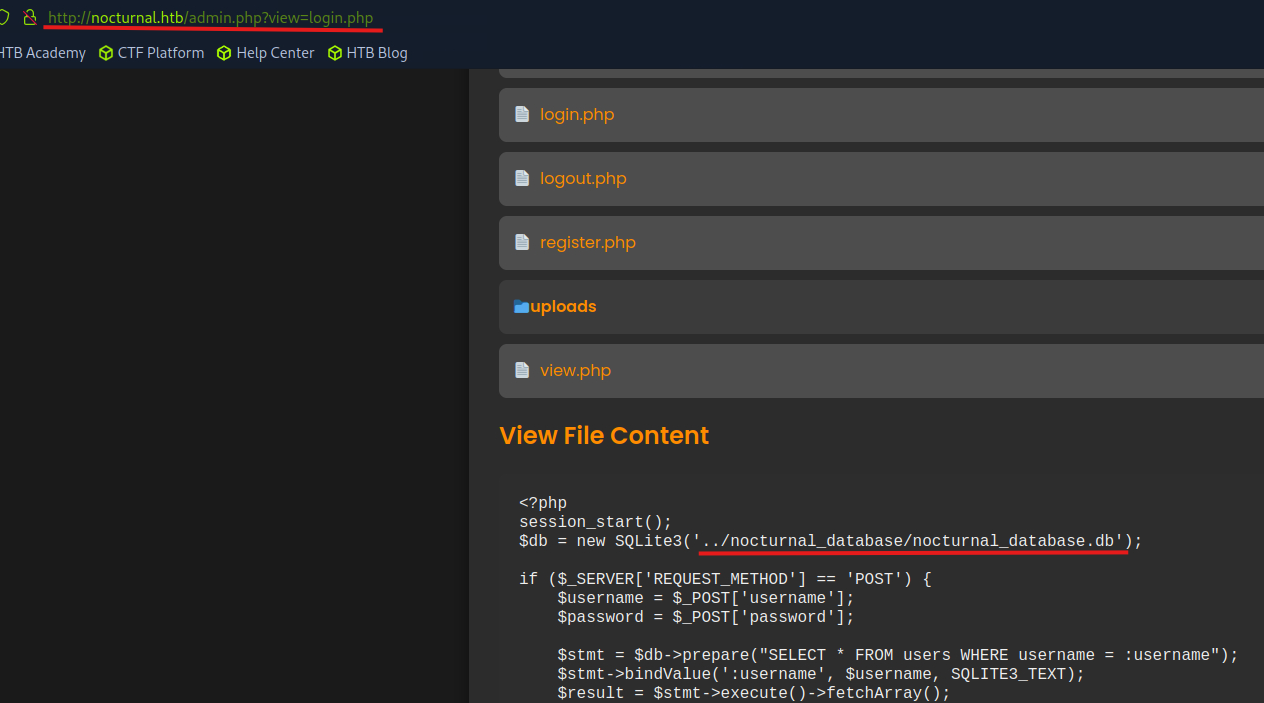 http://nocturnal.htb/admin.php?view=login.php
HTB Academy CTF Platform Help Center HTB Blog
login.php
logout.php
register.php
uploads
view.php
View File Content
<?php
session_start();
$db = new SQLite3('../nocturnal_database/nocturnal_database.db');
if ($_SERVER['REQUEST_METHOD'] == 'POST') {
    $username = $_POST['username'];
    $password = $_POST['password'];
    $stmt = $db->prepare("SELECT * FROM users WHERE username = :username");
    $stmt->bindValue(':username', $username, SQLITE3_TEXT);
    $result = $stmt->execute()->fetchArray();